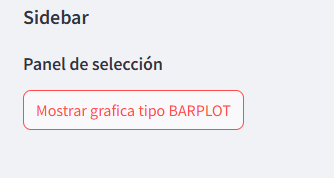 Sidebar
Panel de selección
Mostrar grafica tipo BARPLOT